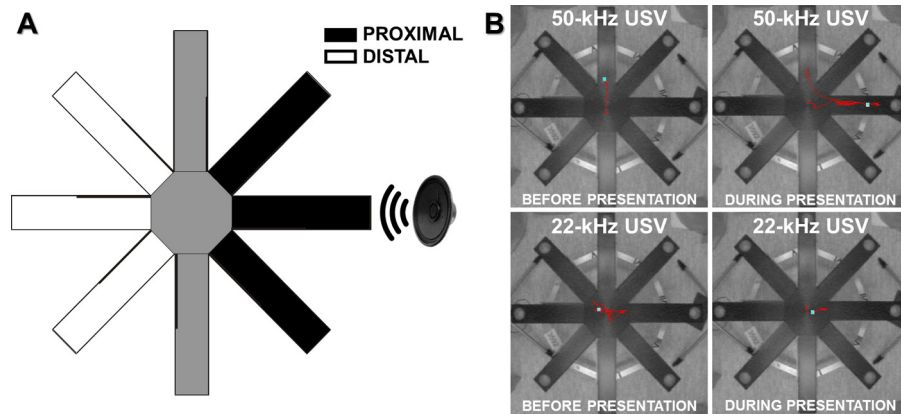 A
PROXIMAL
DISTAL
B
50-kHz USV
50-kHz USV
BEFORE PRESENTATION
DURING PRESENTATION
22-kHz USV
22-kHz USV
BEFORE PRESENTATION
DURING PRESENTATION